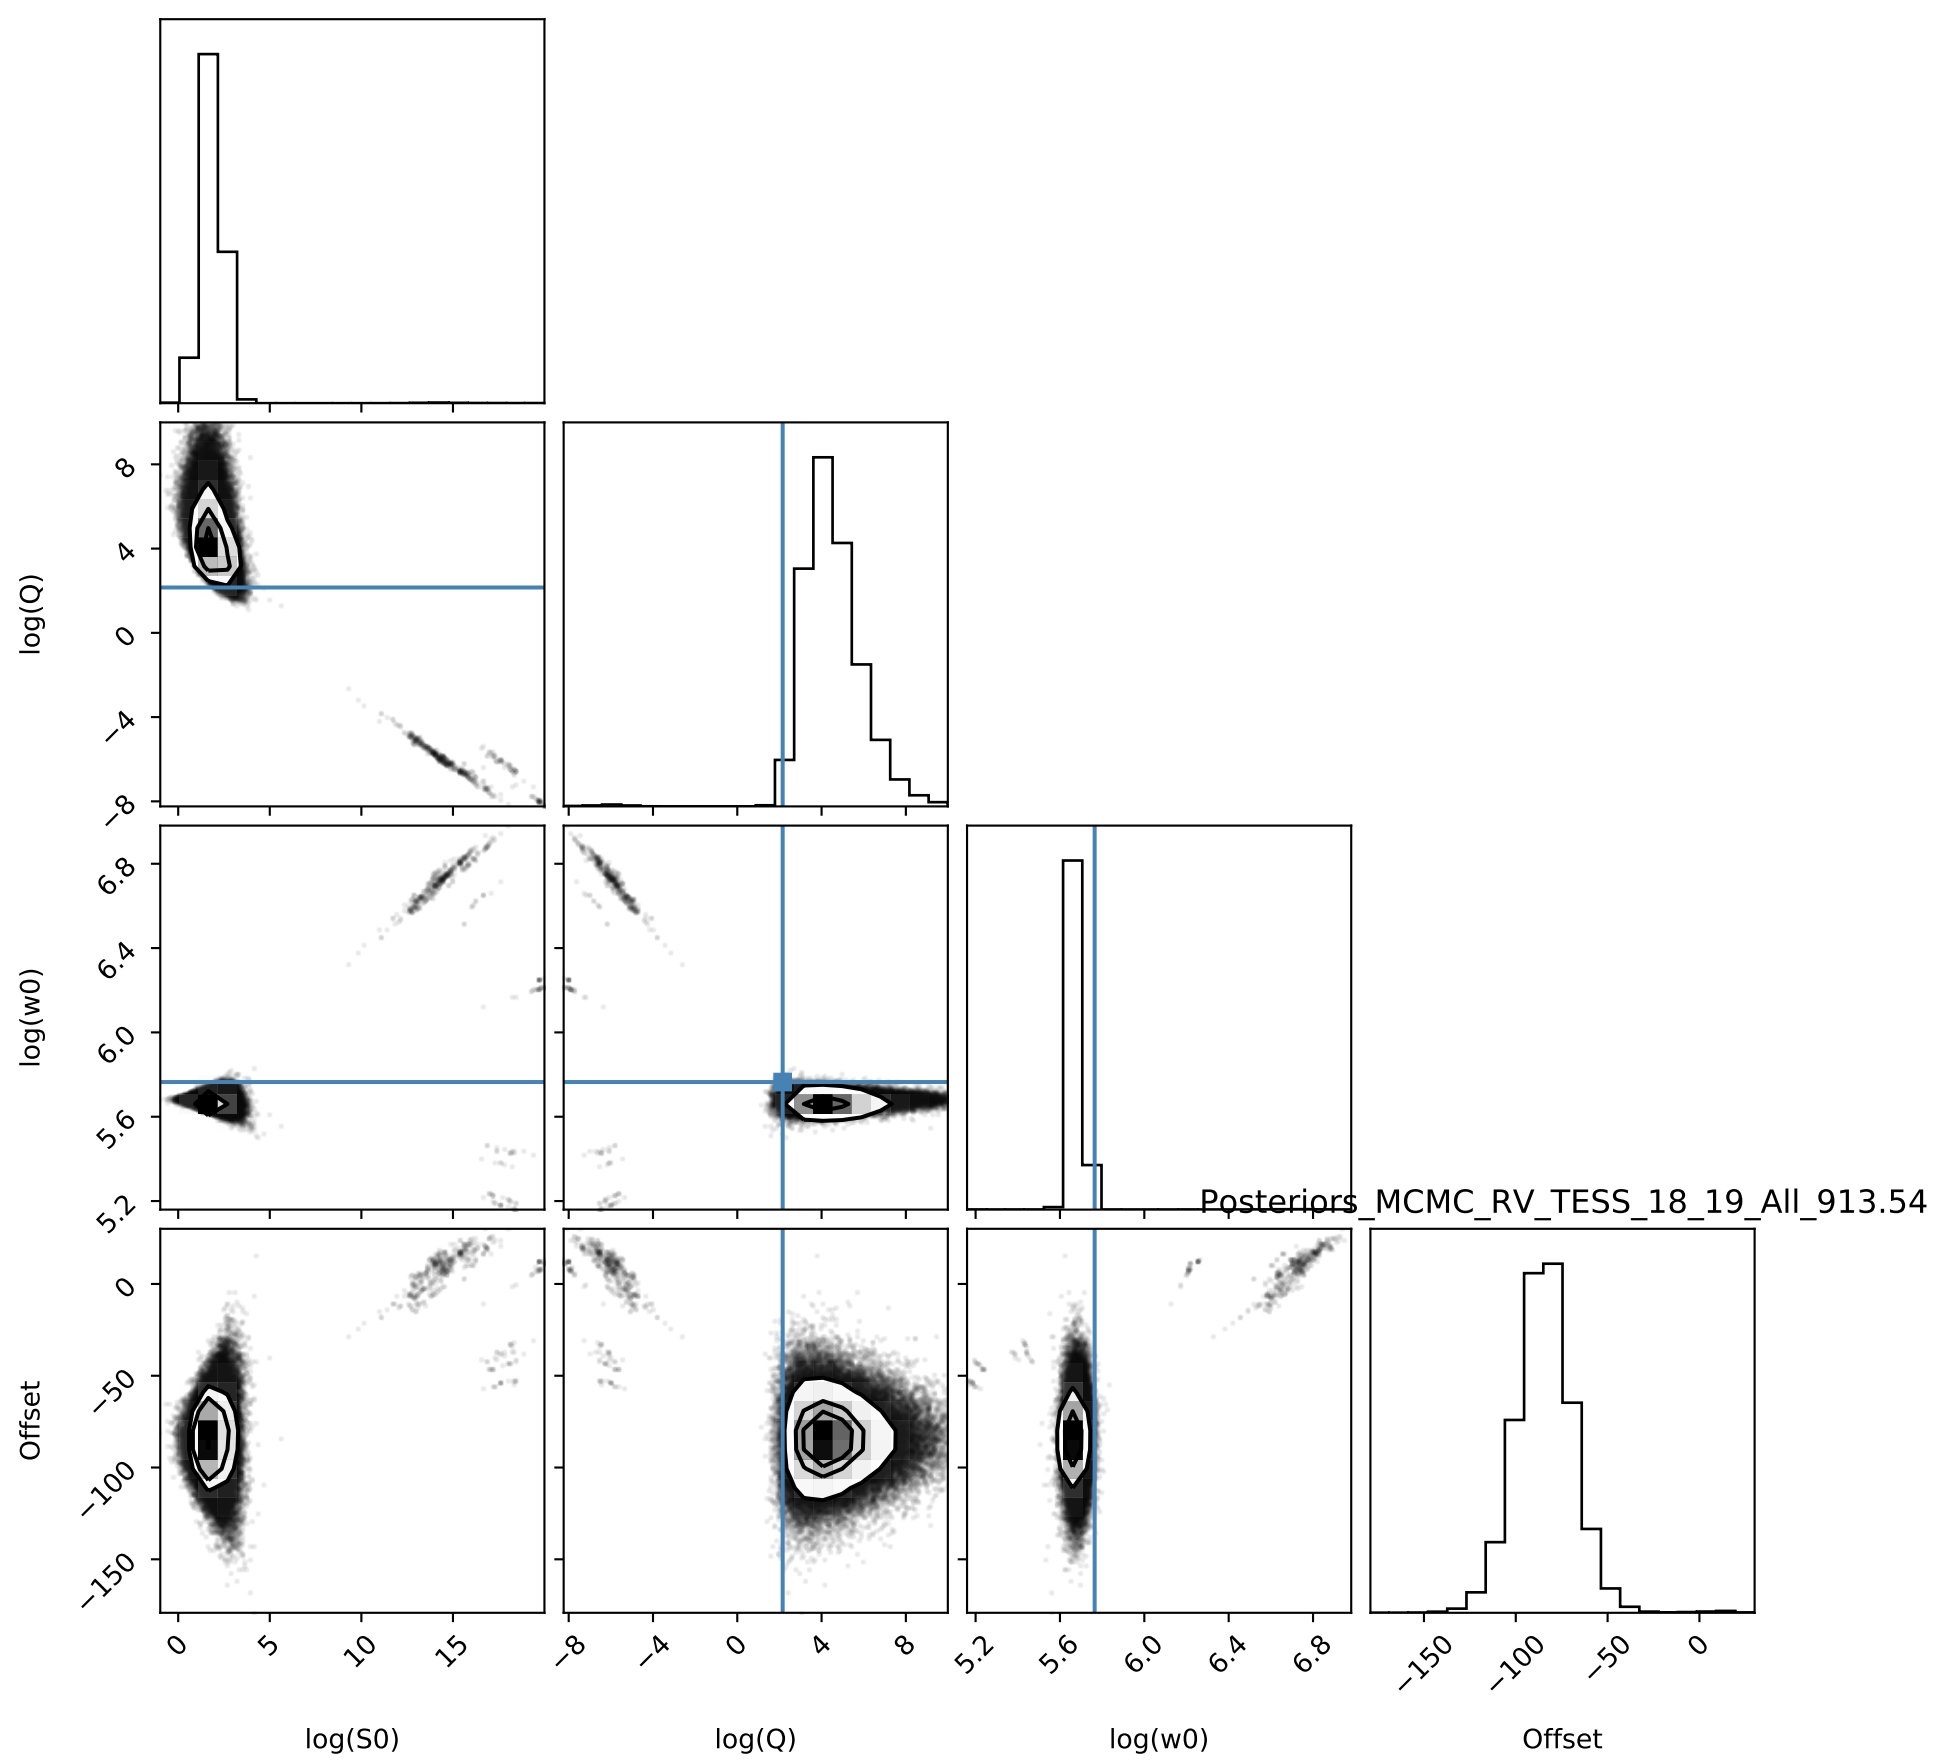 8
4
0
−4
−8
log(Q)
6.8
6.4
6.0
5.6
5.2
log(w0)
Posteriors_MCMC_RV_TESS_18_19_All_913.54
0
−50
−100
−150
Offset
0 5 10 15
−8 −4 0 4 8
5.2 5.6 6.0 6.4 6.8
−150 −100 −50 0
log(S0) log(Q) log(w0) Offset